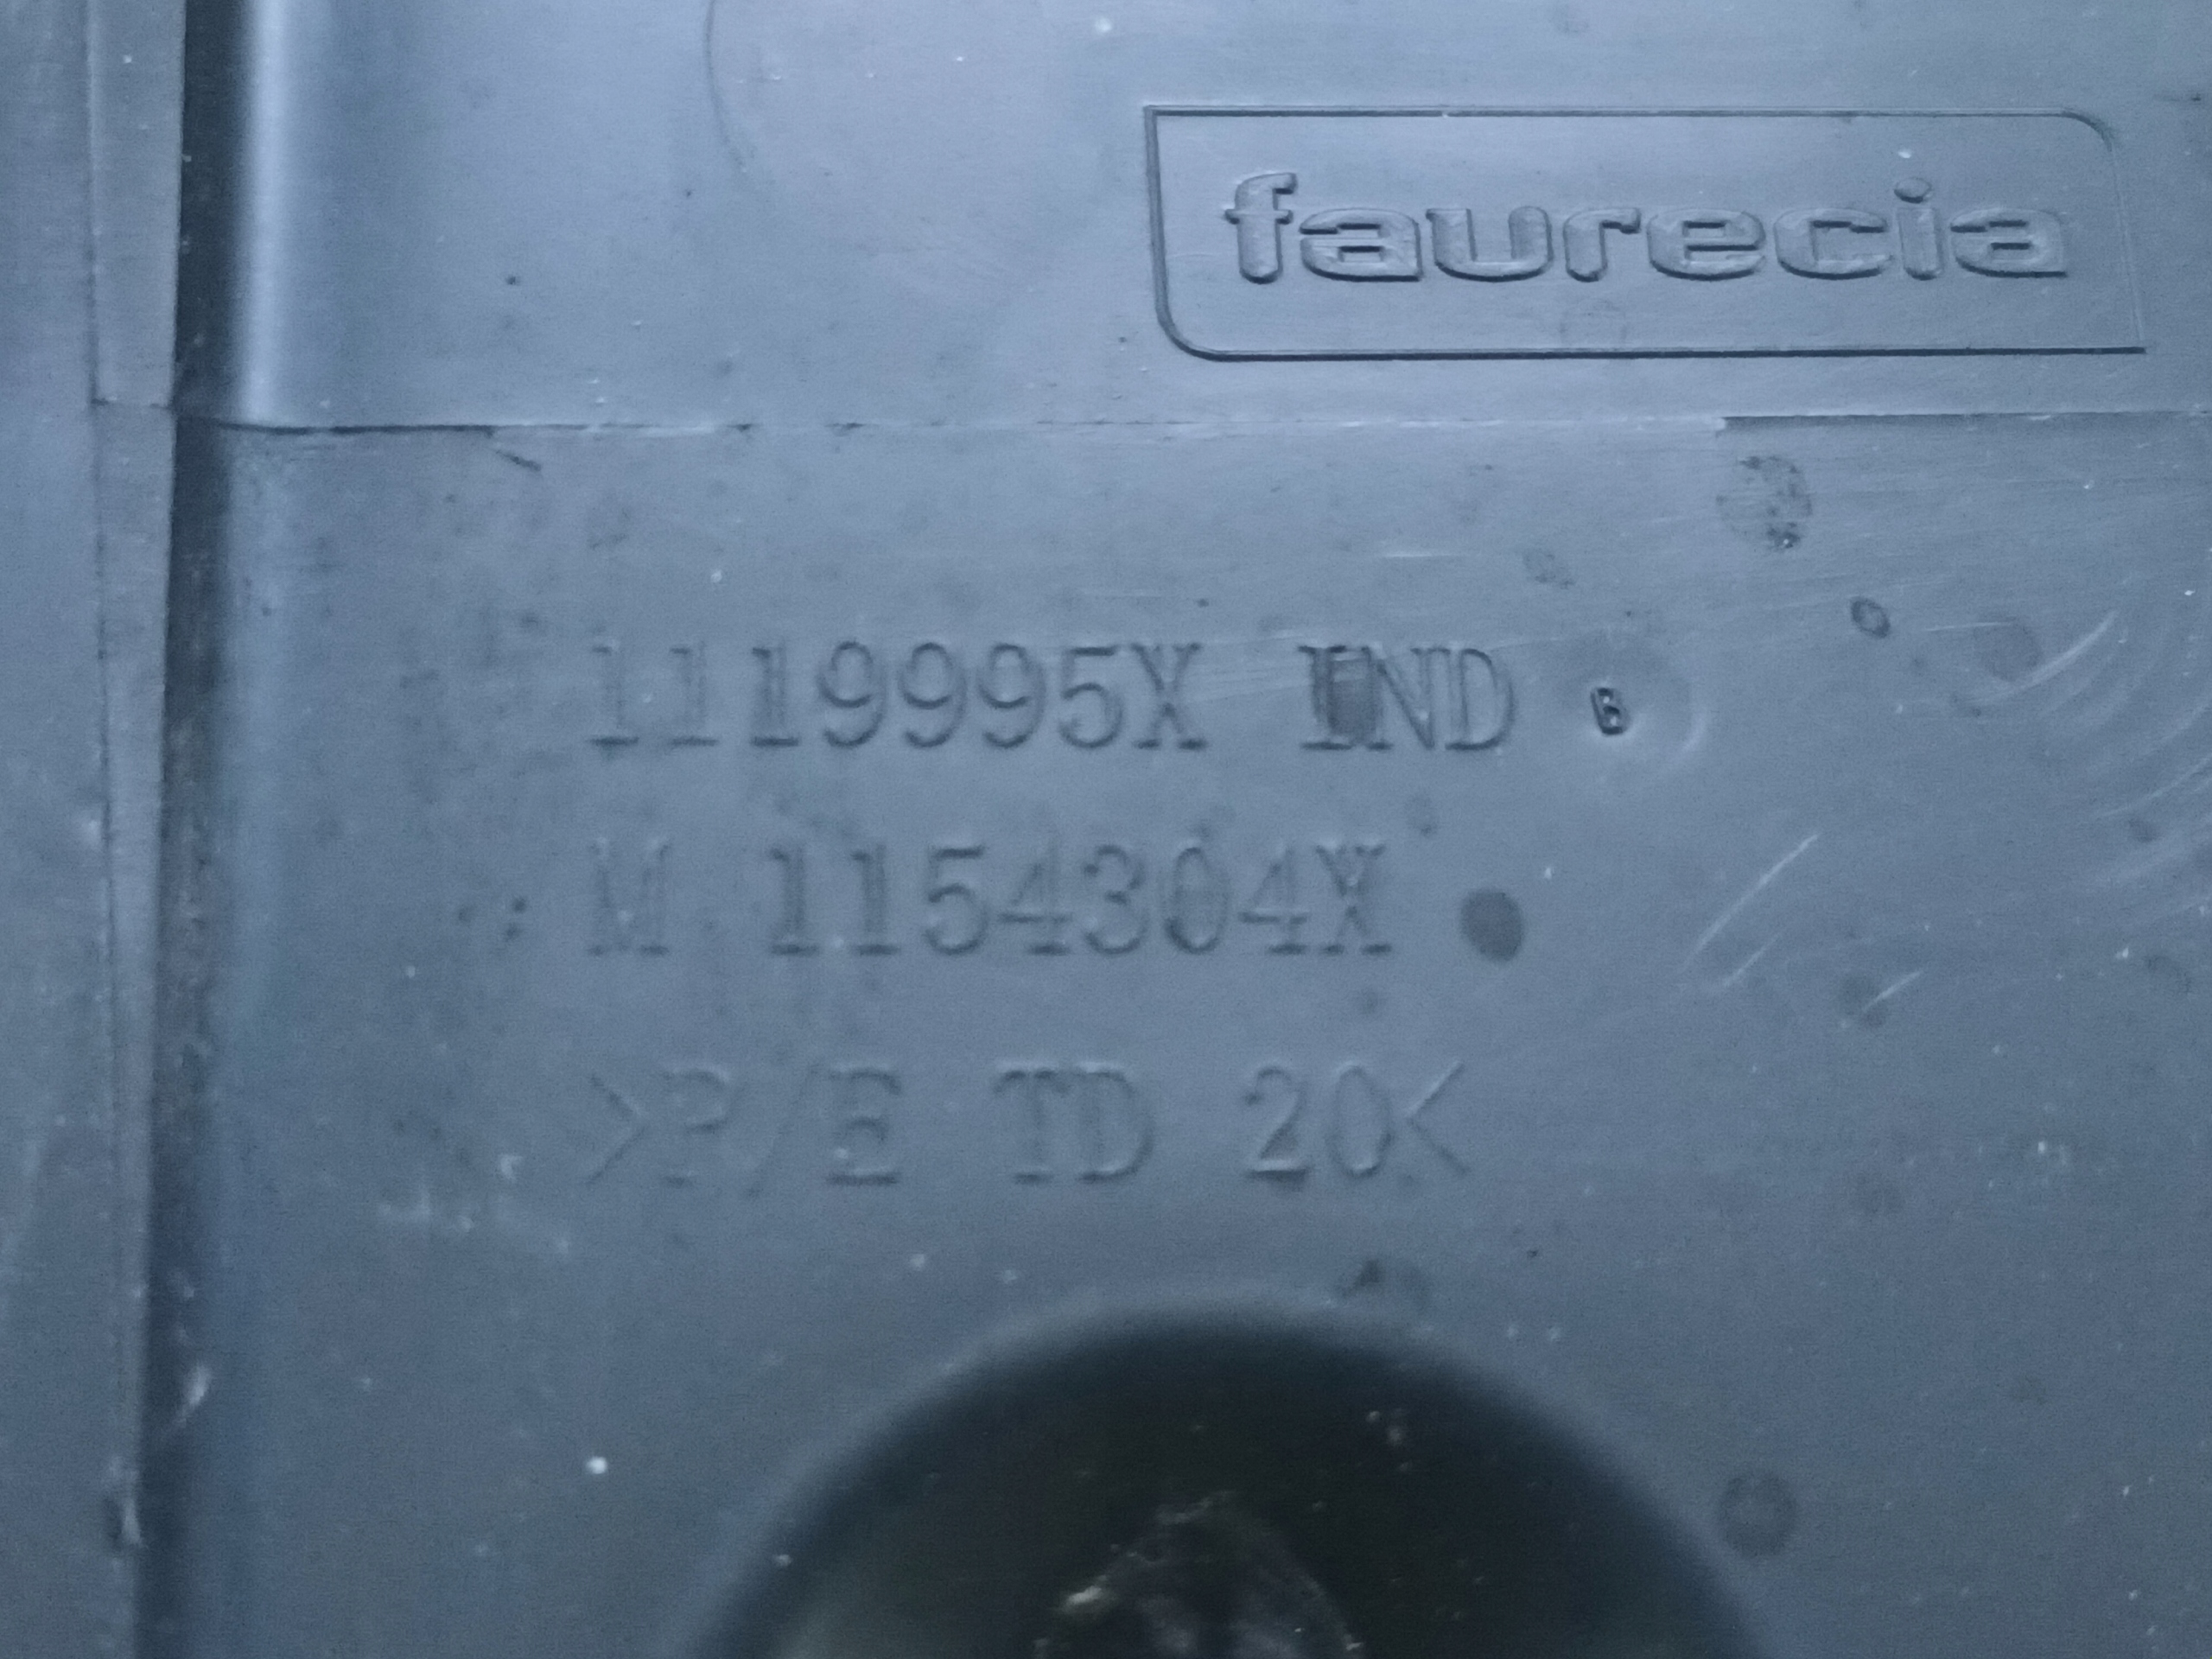 faurecia
1119995X IND B
M 1154304X
>P/E TD 20<